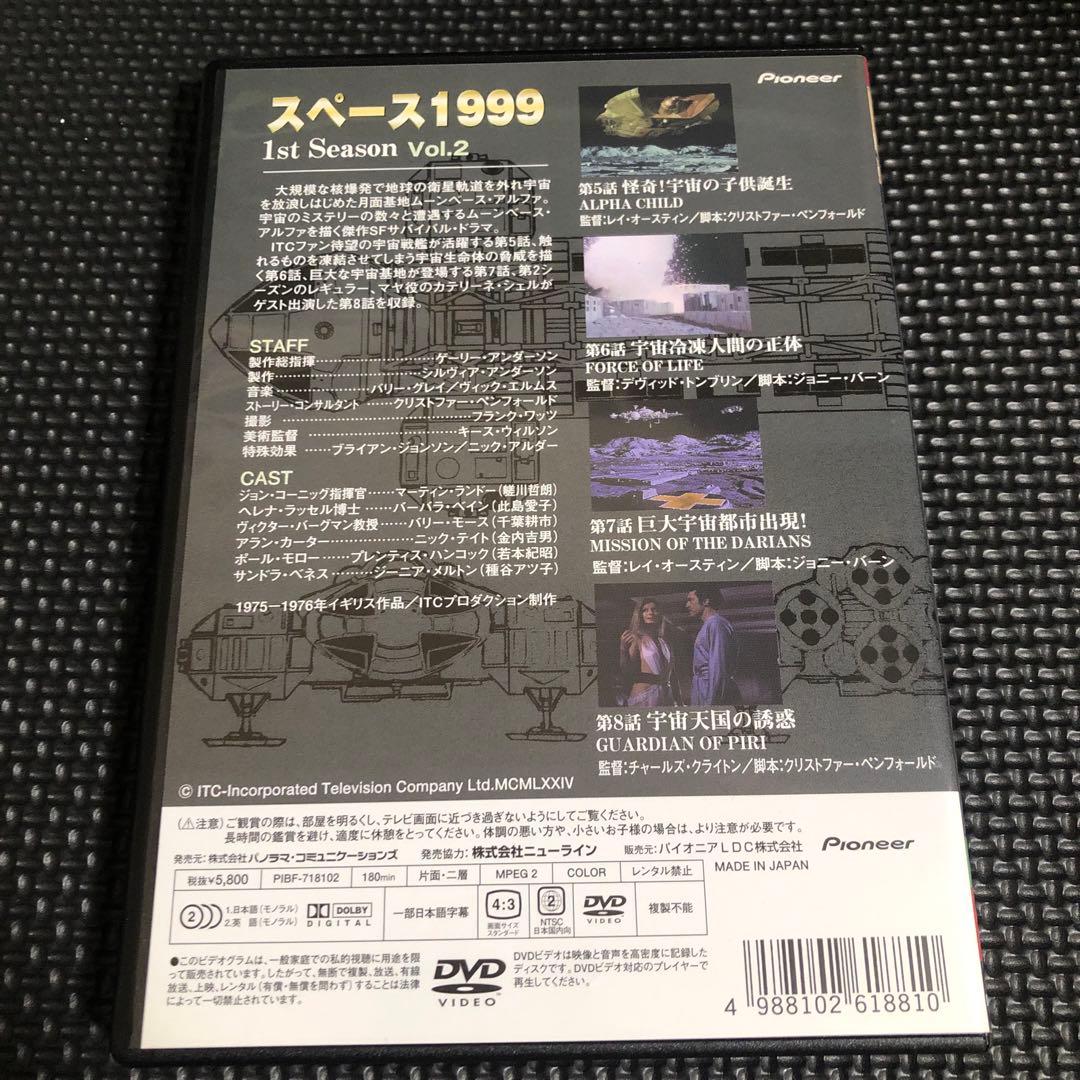 Pioneer
スペース1999
1st Season Vol.2
大規模な核爆発で地球の衛星軌道を外れ宇宙
を放浪しはじめた月面基地ムーンベース・アルファ。
宇宙のミステリーの数々と遭遇するムーンベース・
アルファを描く傑作SFサバイバル・ドラマ。
ITCファン待望の宇宙戦艦が活躍する第5話、触
れるものを凍結させてしまう宇宙生命体の脅威を描
く第6話、巨大な宇宙基地が登場する第7話、第2シ
ーズンのレギュラー、マヤ役のカテリーネ・シェルが
ゲスト出演した第8話を収録。
STAFF
製作総指揮……………………ゲーリー・アンダーソン
製作……………………シルヴィア・アンダーソン
音楽………………バリー・グレイ／ヴィック・エルムス
ストーリー・コンサルタント ……クリストファー・ペンフォールド
撮影 ……………………………フランク・ワッツ
美術監督 ……………………キース・ウィルソン
特殊効果 ……ブライアン・ジョンソン／ニック・アルダー
CAST
ジョン・コーニッグ指揮官……マーティン・ランドー（瑳川哲朗）
ヘレナ・ラッセル博士 ……バーバラ・ベイン（此島愛子）
ヴィクター・バーグマン教授……バリー・モース（千葉耕市）
アラン・カーター……………ニック・テイト（金内吉男）
ポール・モロー……プレンティス・ハンコック（若本紀昭）
サンドラ・ベネス………ジーニア・メルトン（種谷アツ子）
1975ー1976年イギリス作品／ITCプロダクション制作
第5話 怪奇！宇宙の子供誕生
ALPHA CHILD
監督：レイ・オースティン／脚本：クリストファー・ペンフォールド
第6話 宇宙冷凍人間の正体
FORCE OF LIFE
監督：デヴィッド・トンブリン／脚本：ジョニー・バーン
第7話 巨大宇宙都市出現！
MISSION OF THE DARIANS
監督：レイ・オースティン／脚本：ジョニー・バーン
第8話 宇宙天国の誘惑
GUARDIAN OF PIRI
監督：チャールズ・クライトン／脚本：クリストファー・ペンフォールド
© ITC-Incorporated Television Company Ltd.MCMLXXIV
（⚠注意）ご観賞の際は、部屋を明るくし、テレビ画面に近づき過ぎないようにしてご覧ください。
長時間の鑑賞を避け、適度に休憩をとってください。体調の悪い方や、小さいお子様の場合は、より注意が必要です。
発売元：株式会社パノラマ・コミュニケーションズ 発売協力：株式会社ニューライン 販売元：パイオニアLDC株式会社 Pioneer
税抜¥5,800 PIBF-718102 180min 片面・二層 MPEG 2 COLOR レンタル禁止 MADE IN JAPAN
2 1.日本語（モノラル）
2.英 語（モノラル）
DOLBY
DIGITAL
一部日本語字幕
4:3
画面サイズ
スタンダード
2
NTSC
日本国内向
DVD
VIDEO
複製不能
●このビデオグラムは、一般家庭での私的視聴に用途を限
って販売されています。したがって、無断で複製、放送、有線
放送、上映、レンタル（有償・無償を問わず）することは法律
によって一切禁止されています。
DVD
VIDEO
DVDビデオは映像と音声を高密度に記録した
ディスクです。DVDビデオ対応のプレイヤーで
再生してください。
4 988102 618810